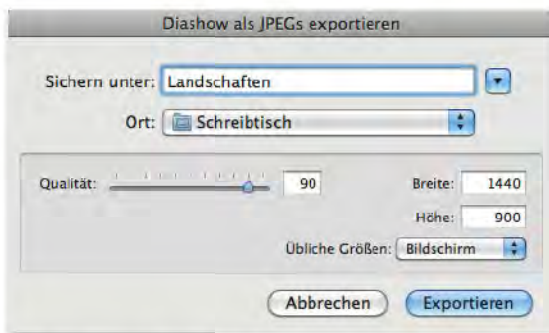 Diashow als JPEGs exportieren
Sichern unter: Landschaften
Ort: Schreibtisch
Qualität: 90 Breite: 1440
Höhe: 900
Übliche Größen: Bildschirm
Abbrechen Exportieren